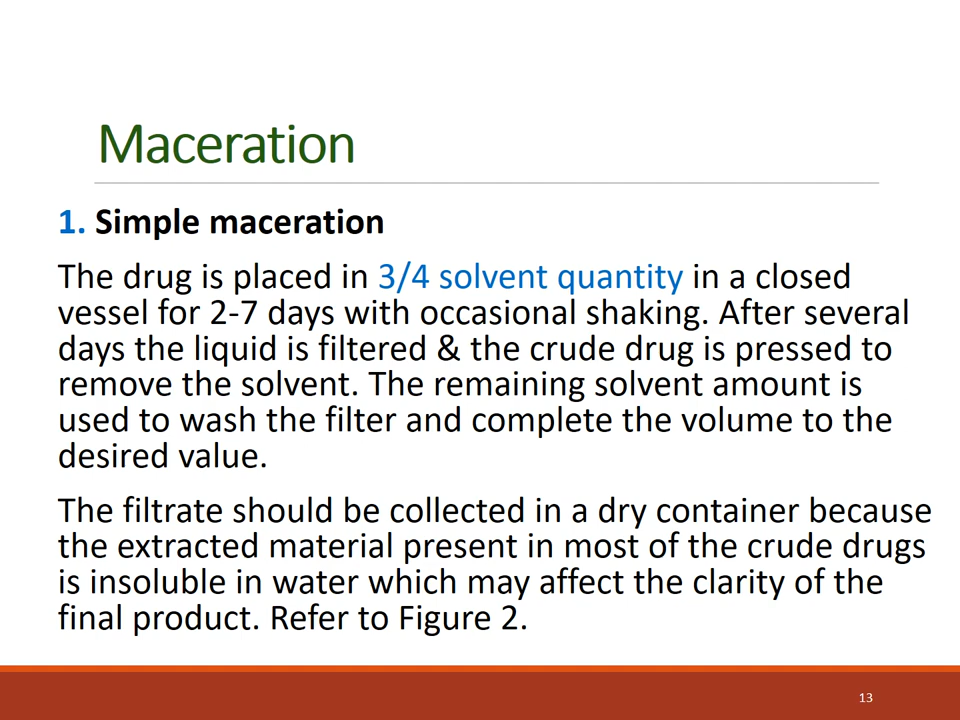 Maceration
1. Simple maceration
The drug is placed in 3/4 solvent quantity in a closed
vessel for 2-7 days with occasional shaking. After several
days the liquid is filtered & the crude drug is pressed to
remove the solvent. The remaining solvent amount is
used to wash the filter and complete the volume to the
desired value.
The filtrate should be collected in a dry container because
the extracted material present in most of the crude drugs
is insoluble in water which may affect the clarity of the
final product. Refer to Figure 2.
13